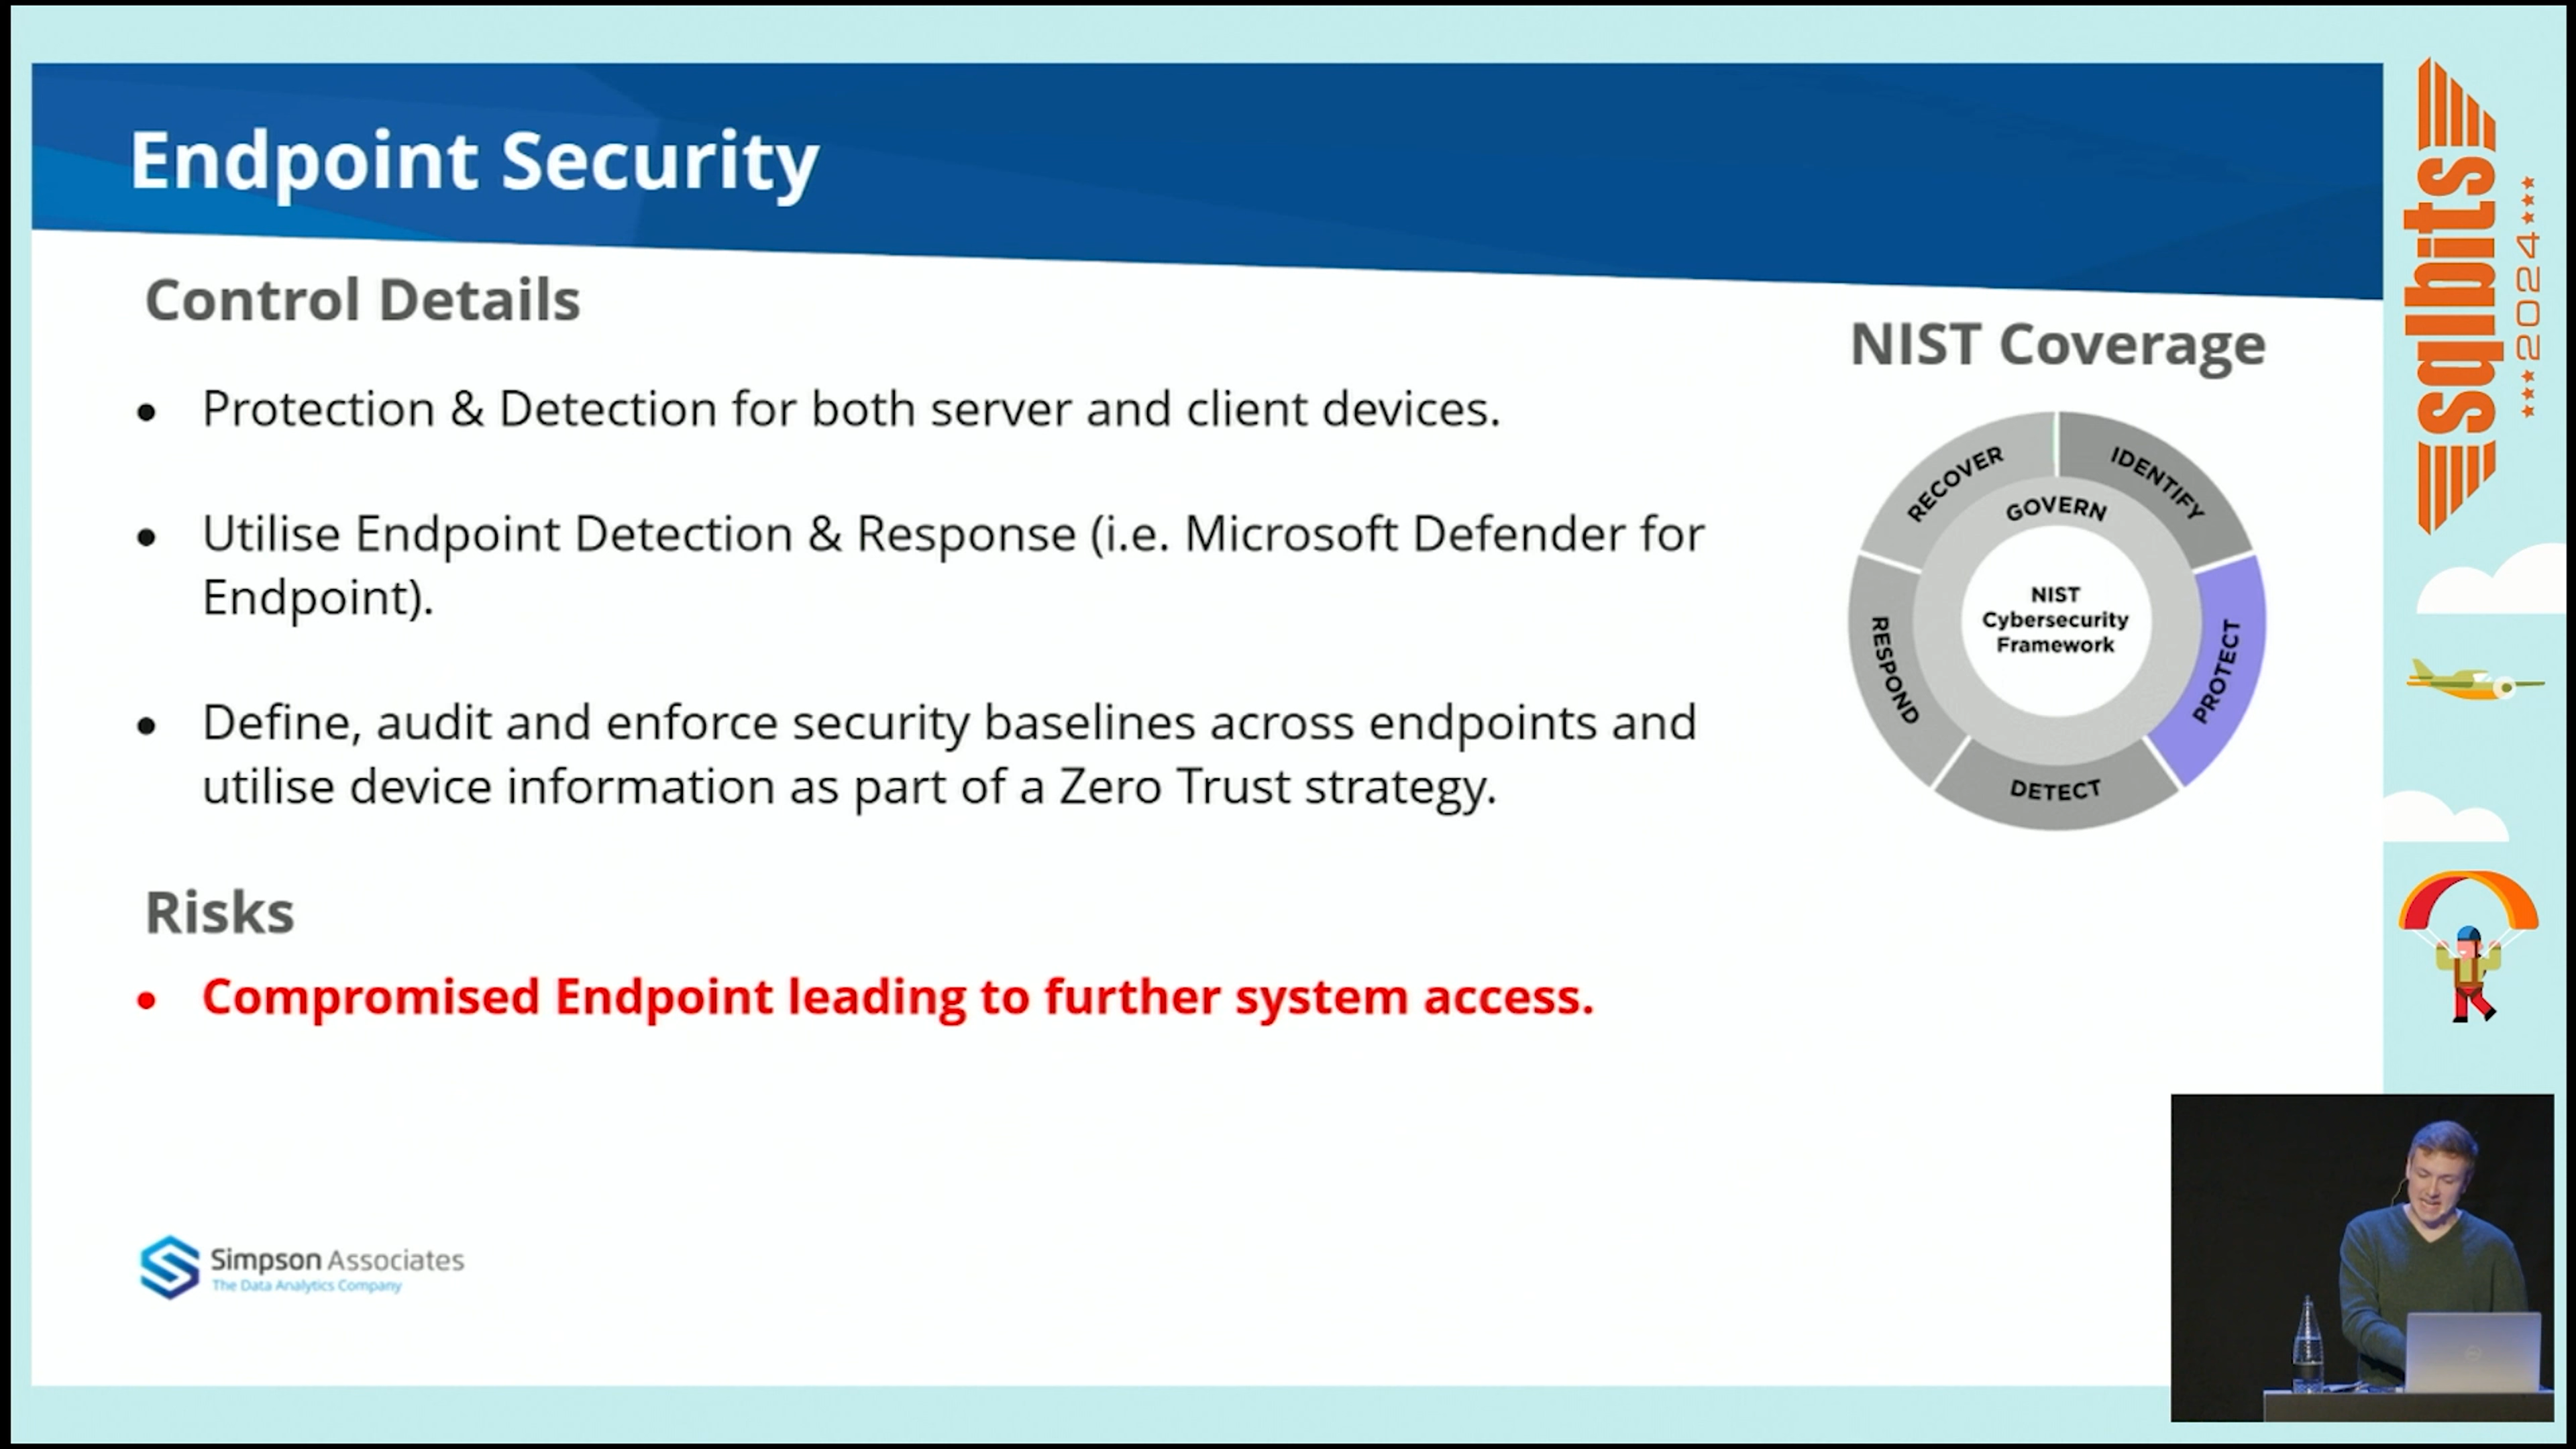 Endpoint Security
Control Details
• Protection & Detection for both server and client devices.
• Utilise Endpoint Detection & Response (i.e. Microsoft Defender for
Endpoint).
• Define, audit and enforce security baselines across endpoints and
utilise device information as part of a Zero Trust strategy.
Risks
• Compromised Endpoint leading to further system access.
NIST Coverage
IDENTIFY
PROTECT
DETECT
RESPOND
RECOVER
GOVERN
NIST
Cybersecurity
Framework
Simpson Associates
The Data Analytics Company
sqlbits
2024